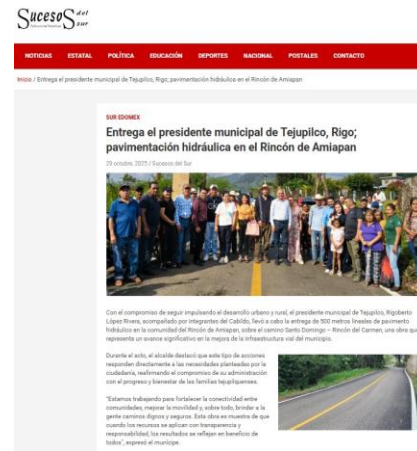 SucesoS del Sur
NOTICIAS ESTATAL POLÍTICA EDUCACIÓN DEPORTES NACIONAL POSTALES CONTACTO
Inicio / Entrega el presidente municipal de Tejupilco, Rigo; pavimentación hidráulica en el Rincón de Amiapan
SUR EDOMEX
Entrega el presidente municipal de Tejupilco, Rigo;
pavimentación hidráulica en el Rincón de Amiapan
29 octubre, 2025 / Sucesos del Sur
Con el compromiso de seguir impulsando el desarrollo urbano y rural, el presidente municipal de Tejupilco, Rigoberto
López Rivera, acompañado por integrantes del Cabildo, llevó a cabo la entrega de 500 metros lineales de pavimento
hidráulico en la comunidad del Rincón de Amiapan, sobre el camino Santo Domingo – Rincón del Carmen, una obra que
representa un avance significativo en la mejora de la infraestructura vial del municipio.
Durante el acto, el alcalde destacó que este tipo de acciones
responden directamente a las necesidades planteadas por la
ciudadanía, reafirmando el compromiso de su administración
con el progreso y bienestar de las familias tejupilquenses.
"Estamos trabajando para fortalecer la conectividad entre
comunidades, mejorar la movilidad y, sobre todo, brindar a la
gente caminos dignos y seguros. Esta obra es muestra de que
cuando los recursos se aplican con transparencia y
responsabilidad, los resultados se reflejan en beneficio de
todos", expresó el munícipe.